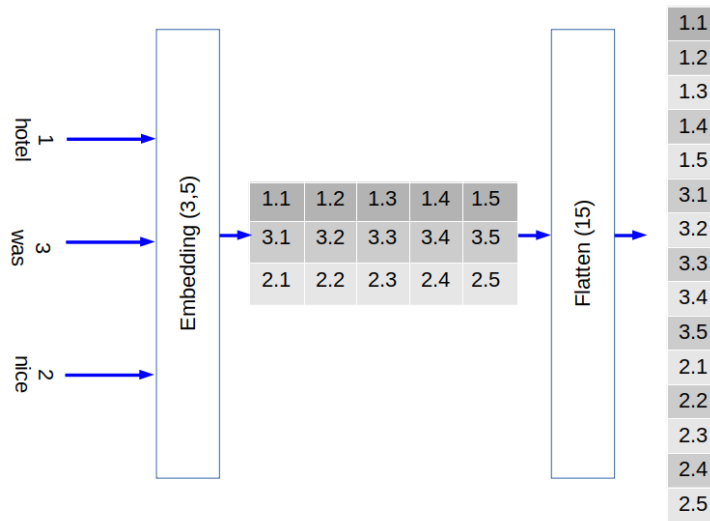 1
hotel
3
was
2
nice
Embedding (3,5)
1.1 1.2 1.3 1.4 1.5
3.1 3.2 3.3 3.4 3.5
2.1 2.2 2.3 2.4 2.5
Flatten (15)
1.1
1.2
1.3
1.4
1.5
3.1
3.2
3.3
3.4
3.5
2.1
2.2
2.3
2.4
2.5